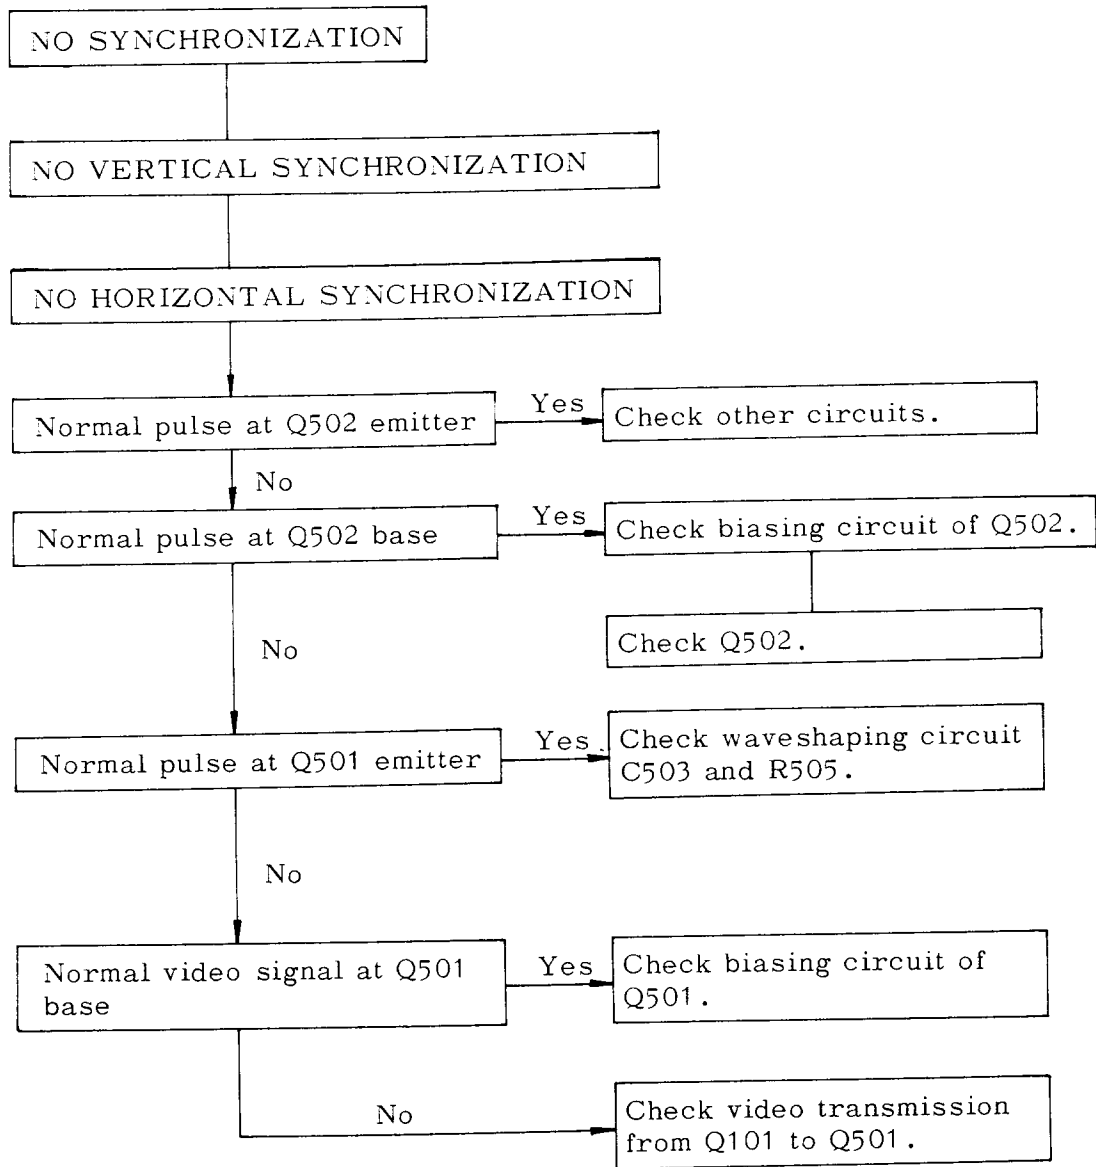 NO SYNCHRONIZATION
NO VERTICAL SYNCHRONIZATION
NO HORIZONTAL SYNCHRONIZATION
Normal pulse at Q502 emitter
Yes
Check other circuits.
No
Normal pulse at Q502 base
Yes
Check biasing circuit of Q502.
Check Q502.
No
Normal pulse at Q501 emitter
Yes
Check waveshaping circuit
C503 and R505.
No
Normal video signal at Q501
base
Yes
Check biasing circuit of
Q501.
No
Check video transmission
from Q101 to Q501.